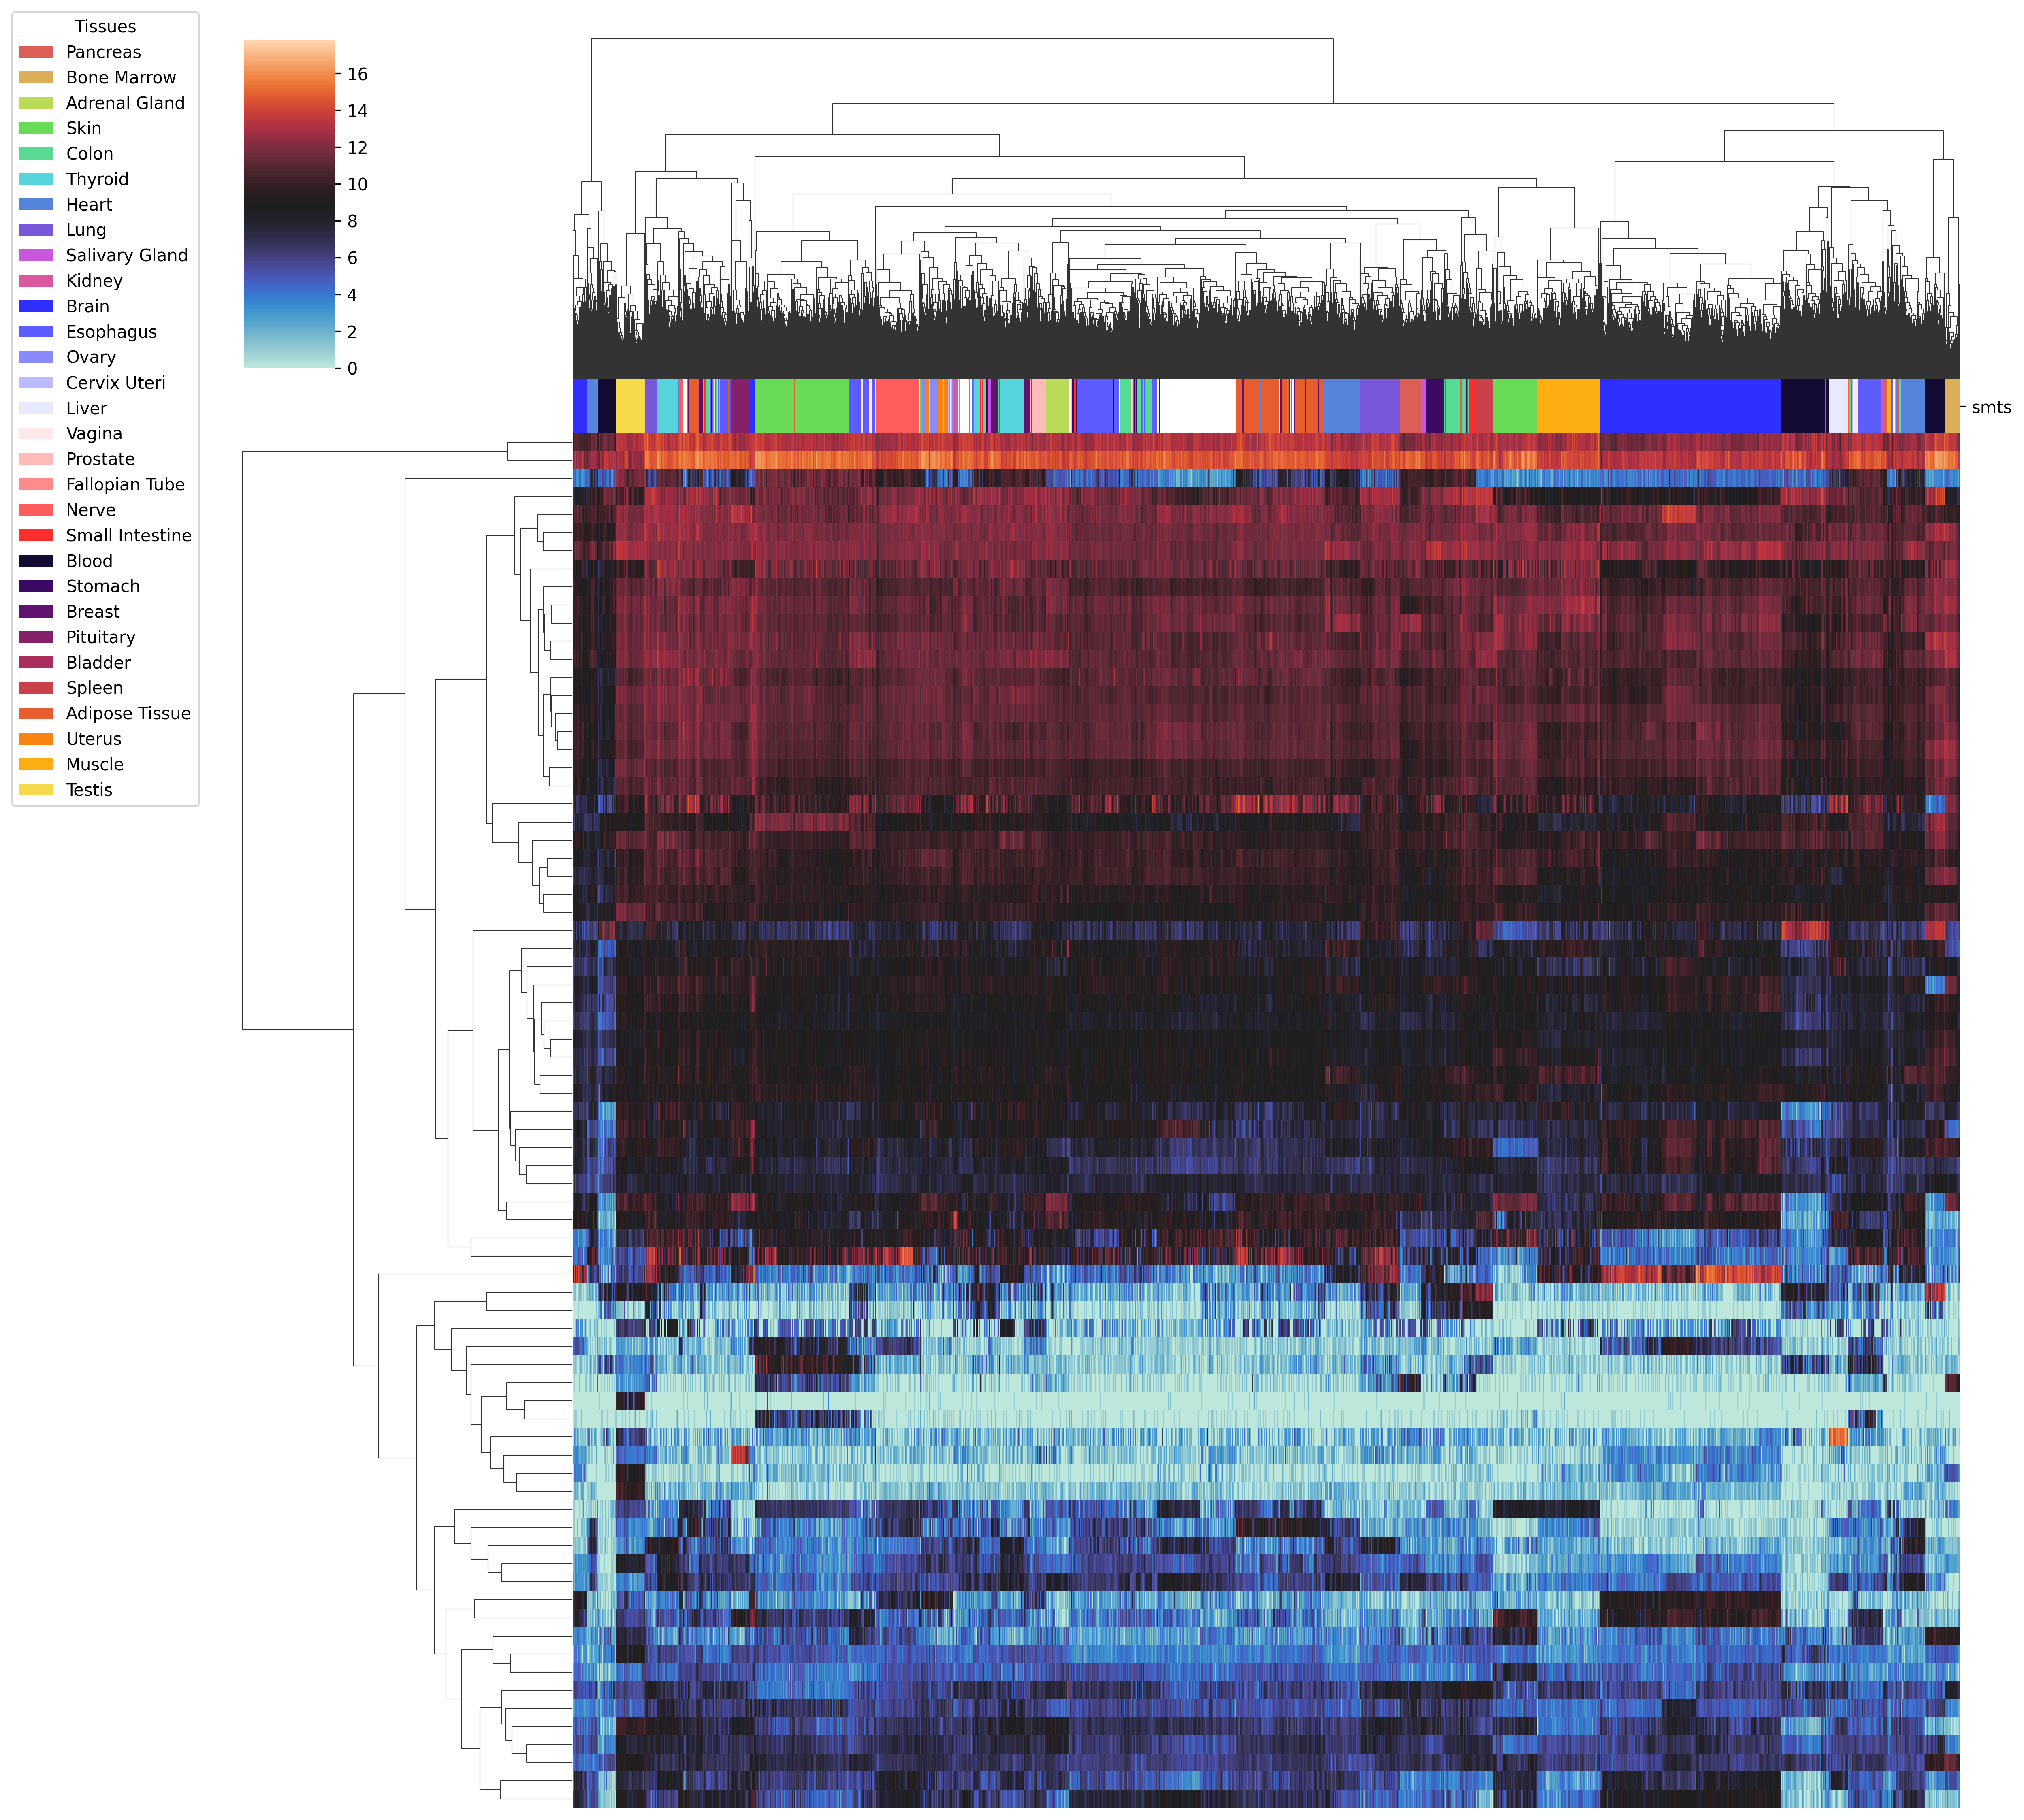 Tissues
Pancreas
Bone Marrow
Adrenal Gland
Skin
Colon
Thyroid
Heart
Lung
Salivary Gland
Kidney
Brain
Esophagus
Ovary
Cervix Uteri
Liver
Vagina
Prostate
Fallopian Tube
Nerve
Small Intestine
Blood
Stomach
Breast
Pituitary
Bladder
Spleen
Adipose Tissue
Uterus
Muscle
Testis
16
14
12
10
8
6
4
2
0
smts